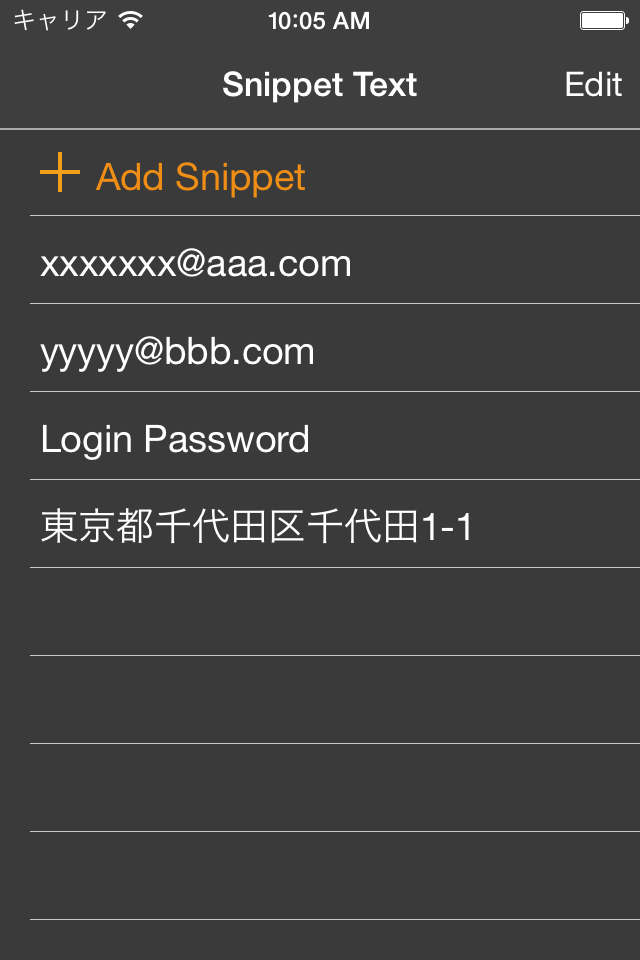 キャリア 10:05 AM
Snippet Text Edit
Add Snippet
xxxxxxx@aaa.com
yyyyy@bbb.com
Login Password
東京都千代田区千代田1-1